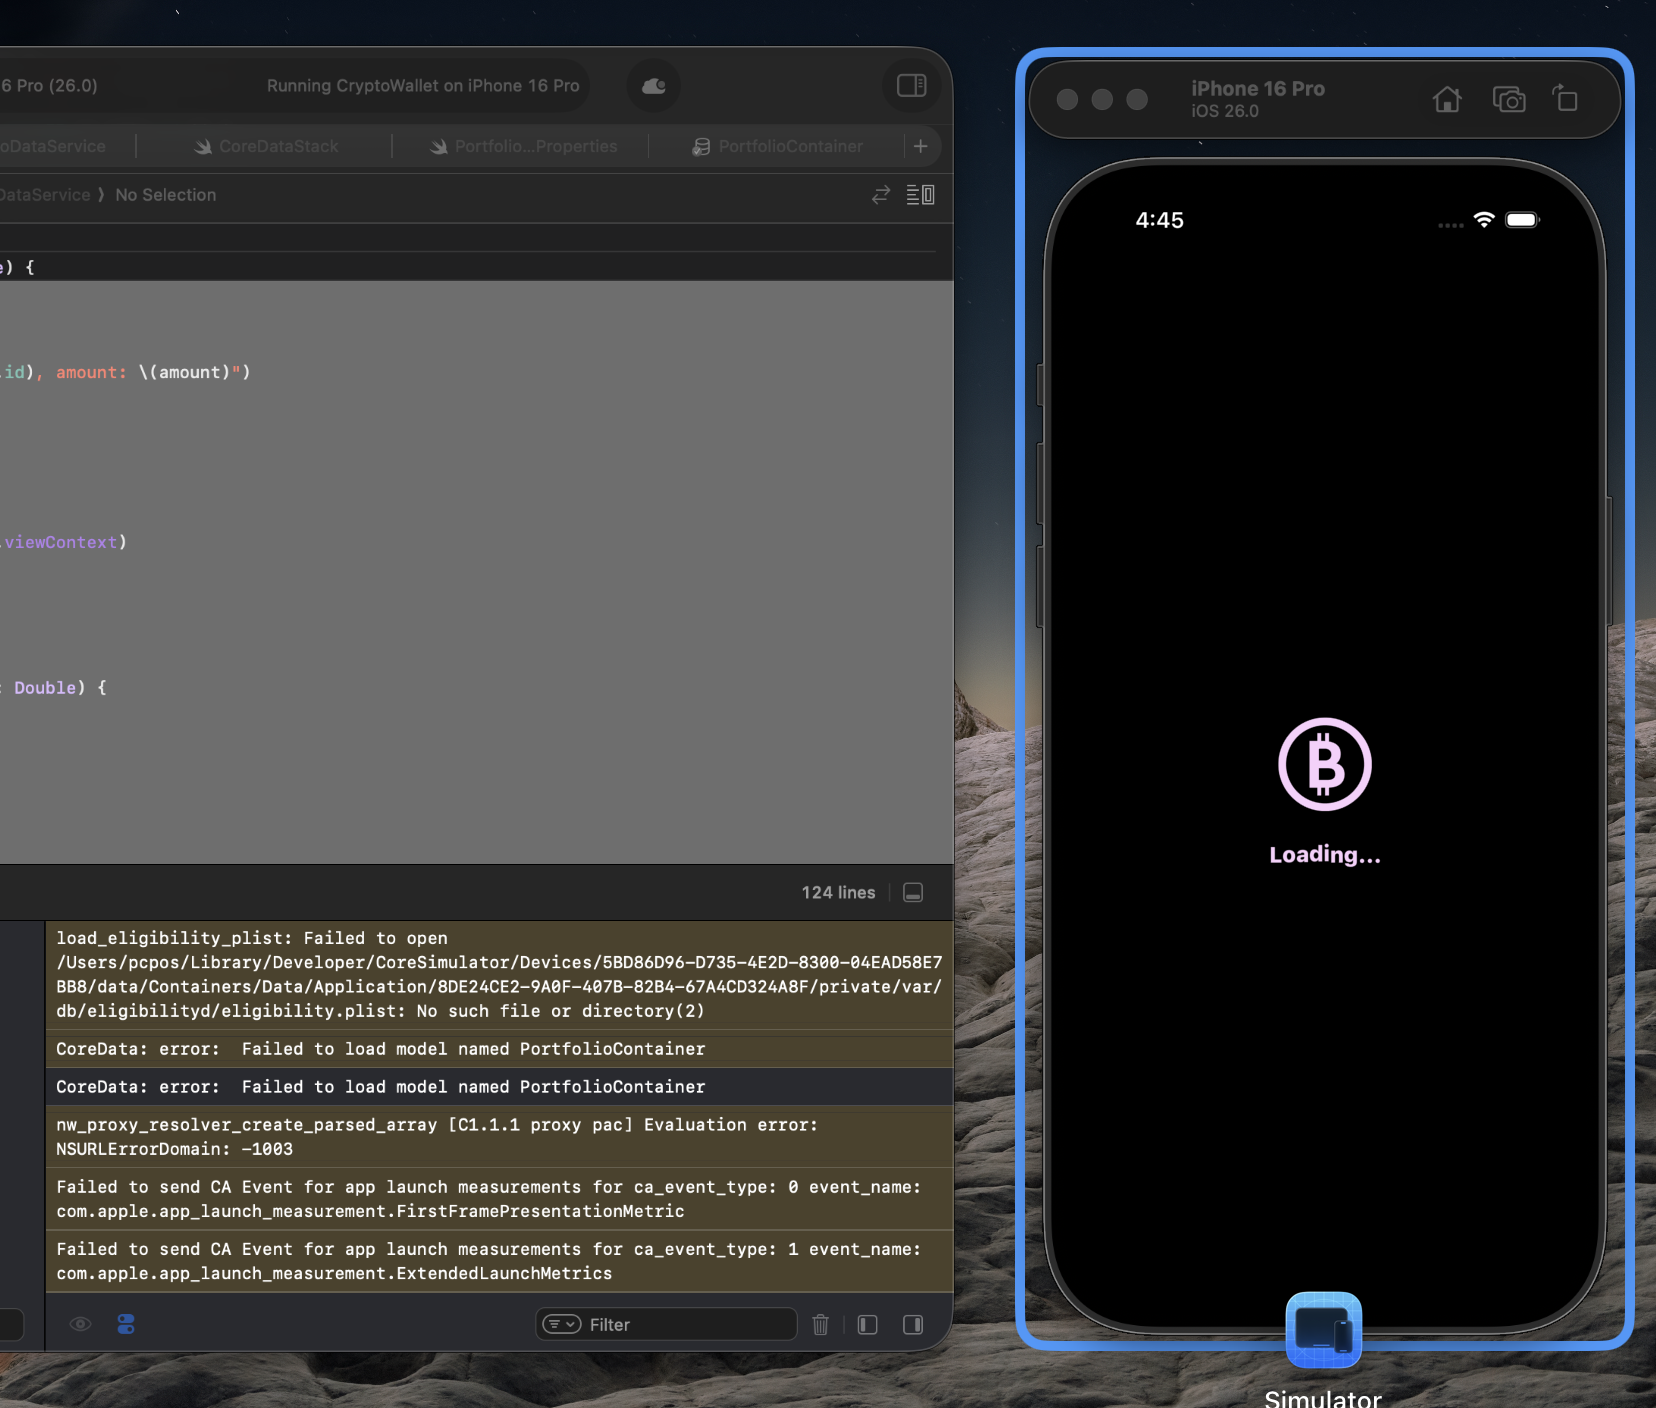 6 Pro (26.0)
Running CryptoWallet on iPhone 16 Pro
oDataService
CoreDataStack
Portfolio...Properties
PortfolioContainer
DataService
No Selection
e) {
.id), amount: \(amount)")
.viewContext)
: Double) {
124 lines
load_eligibility_plist: Failed to open
/Users/pcpos/Library/Developer/CoreSimulator/Devices/5BD86D96-D735-4E2D-8300-04EAD58E7
BB8/data/Containers/Data/Application/8DE24CE2-9A0F-407B-82B4-67A4CD324A8F/private/var/
db/eligibilityd/eligibility.plist: No such file or directory(2)
CoreData: error:  Failed to load model named PortfolioContainer
CoreData: error:  Failed to load model named PortfolioContainer
nw_proxy_resolver_create_parsed_array [C1.1.1 proxy pac] Evaluation error:
NSURLErrorDomain: -1003
Failed to send CA Event for app launch measurements for ca_event_type: 0 event_name:
com.apple.app_launch_measurement.FirstFramePresentationMetric
Failed to send CA Event for app launch measurements for ca_event_type: 1 event_name:
com.apple.app_launch_measurement.ExtendedLaunchMetrics
Filter
iPhone 16 Pro
iOS 26.0
4:45
Loading...
Simulator